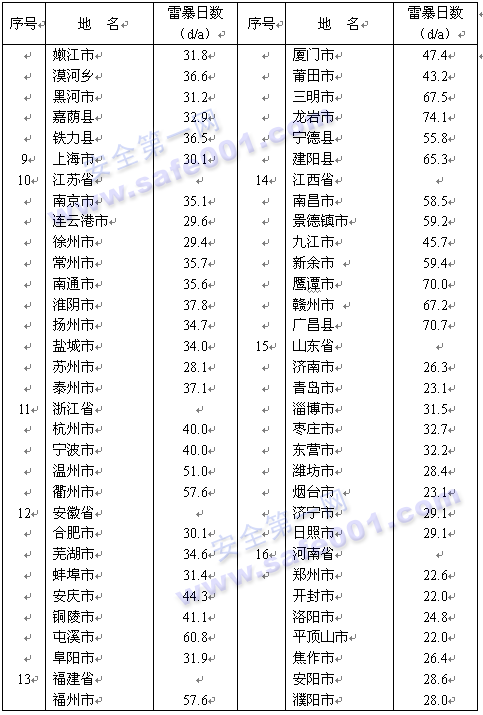 序号 地 名 雷暴日数 (d/a) 序号 地 名 雷暴日数 (d/a)
嫩江市 31.8 厦门市 47.4
漠河乡 36.6 莆田市 43.2
黑河市 31.2 三明市 67.5
嘉荫县 32.9 龙岩市 74.1
铁力县 36.5 宁德县 55.8
9 上海市 30.1 建阳县 65.3
10 江苏省 14 江西省
南京市 35.1 南昌市 58.5
连云港市 29.6 景德镇市 59.2
徐州市 29.4 九江市 45.7
常州市 35.7 新余市 59.4
南通市 35.6 鹰潭市 70.0
淮阴市 37.8 赣州市 67.2
扬州市 34.7 广昌县 70.7
盐城市 34.0 15 山东省
苏州市 28.1 济南市 26.3
泰州市 37.1 青岛市 23.1
11 浙江省 淄博市 31.5
杭州市 40.0 枣庄市 32.7
宁波市 40.0 东营市 32.2
温州市 51.0 潍坊市 28.4
衢州市 57.6 烟台市 23.1
12 安徽省 济宁市 29.1
合肥市 30.1 日照市 29.1
芜湖市 34.6 16 河南省
蚌埠市 31.4 郑州市 22.6
安庆市 44.3 开封市 22.0
铜陵市 41.1 洛阳市 24.8
屯溪市 60.8 平顶山市 22.0
阜阳市 31.9 焦作市 26.4
13 福建省 安阳市 28.6
福州市 57.6 濮阳市 28.0
安全第一网
www.safe001.com
安全第一网
www.safe001.com